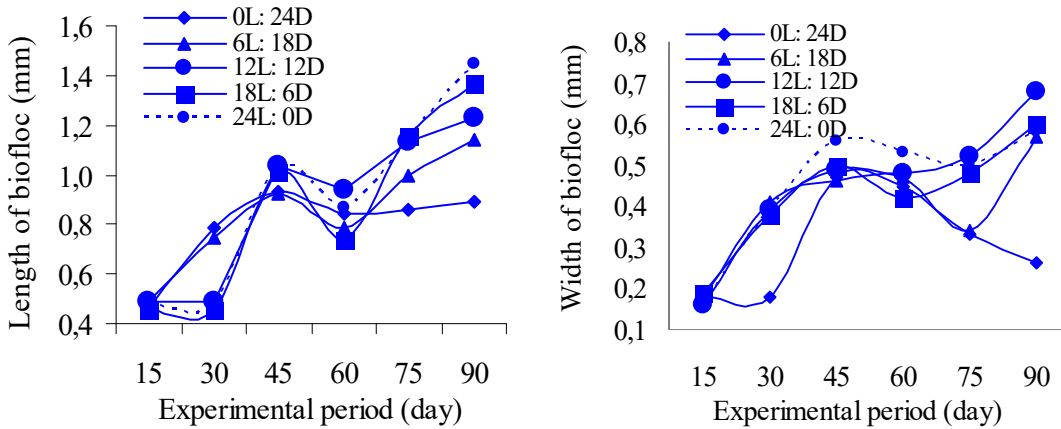 Length of biofloc (mm)
1,6
1,4
1,2
1,0
0,8
0,6
0,4
0L: 24D
6L: 18D
12L: 12D
18L: 6D
24L: 0D
15 30 45 60 75 90
Experimental period (day)
Width of biofloc (mm)
0,8
0,7
0,6
0,5
0,4
0,3
0,2
0,1
0L: 24D
6L: 18D
12L: 12D
18L: 6D
24L: 0D
15 30 45 60 75 90
Experimental period (day)